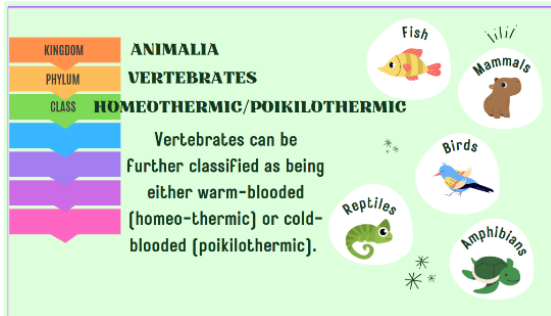 KINGDOM ANIMALIA
PHYLUM VERTEBRATES
CLASS HOMEOTHERMIC/POIKILOTHERMIC
Vertebrates can be
further classified as being
either warm-blooded
(homeo-thermic) or cold-
blooded (poikilothermic).
Fish
Mammals
Birds
Reptiles
Amphibians